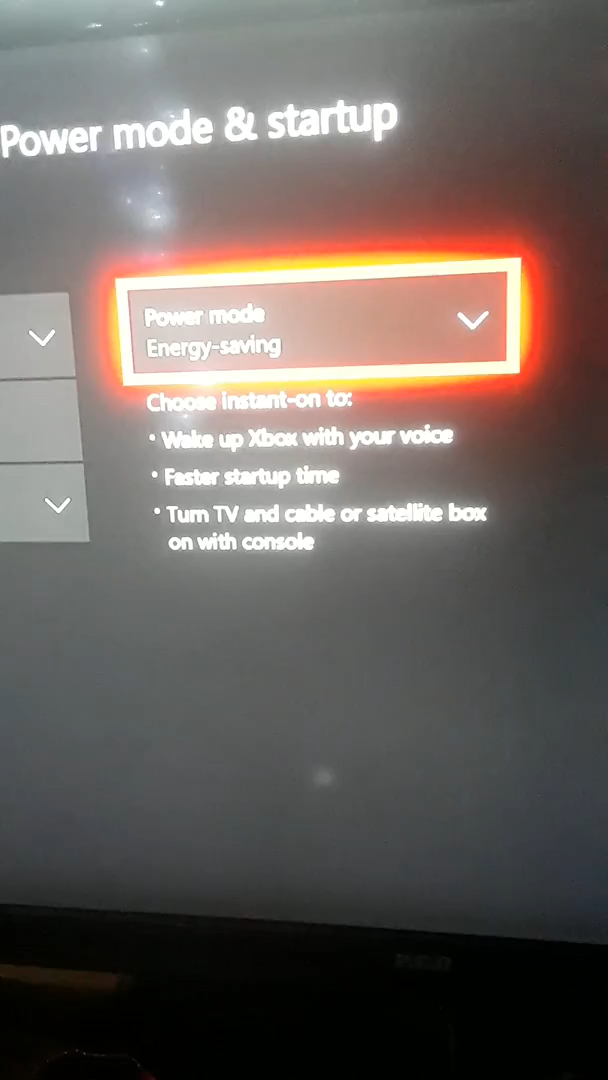 Power mode & startup
Power mode
Energy-saving
Choose instant-on to:
• Wake up Xbox with your voice
• Faster startup time
• Turn TV and cable or satellite box
on with console